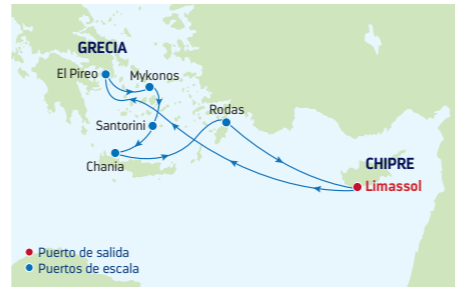 GRECIA
El Pireo
Mykonos
Rodas
Santorini
Chania
CHIPRE
Limassol
Puerto de salida
Puertos de escala